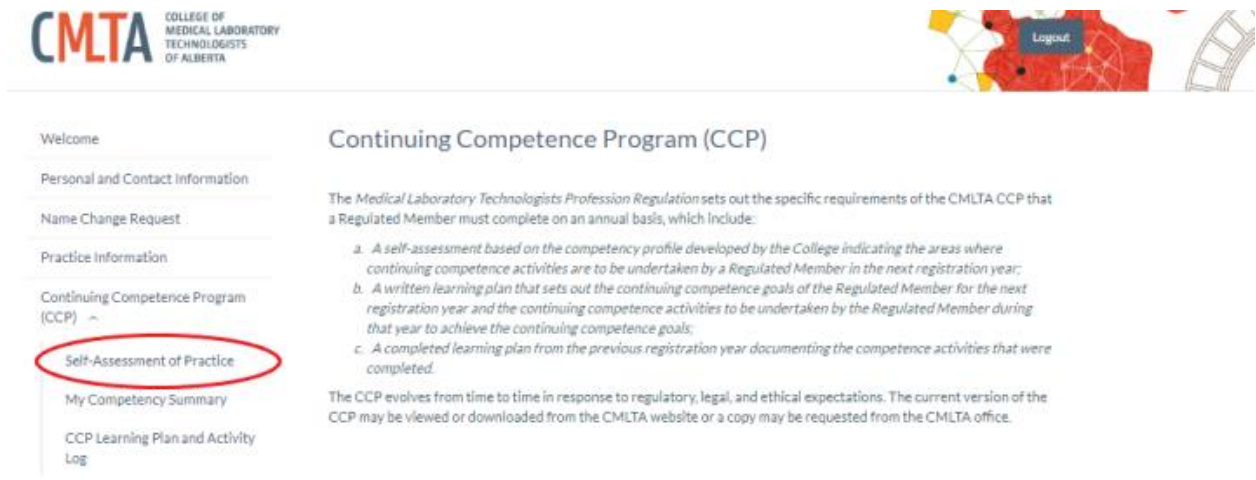 CMLTA
COLLEGE OF
MEDICAL LABORATORY
TECHNOLOGISTS
OF ALBERTA
Logout
Welcome
Personal and Contact Information
Name Change Request
Practice Information
Continuing Competence Program
(CCP)
Self-Assessment of Practice
My Competency Summary
CCP Learning Plan and Activity
Log
Continuing Competence Program (CCP)
The Medical Laboratory Technologists Profession Regulation sets out the specific requirements of the CMLTA CCP that
a Regulated Member must complete on an annual basis, which include:
a. A self-assessment based on the competency profile developed by the College indicating the areas where
continuing competence activities are to be undertaken by a Regulated Member in the next registration year;
b. A written learning plan that sets out the continuing competence goals of the Regulated Member for the next
registration year and the continuing competence activities to be undertaken by the Regulated Member during
that year to achieve the continuing competence goals;
c. A completed learning plan from the previous registration year documenting the competence activities that were
completed.
The CCP evolves from time to time in response to regulatory, legal, and ethical expectations. The current version of the
CCP may be viewed or downloaded from the CMLTA website or a copy may be requested from the CMLTA office.